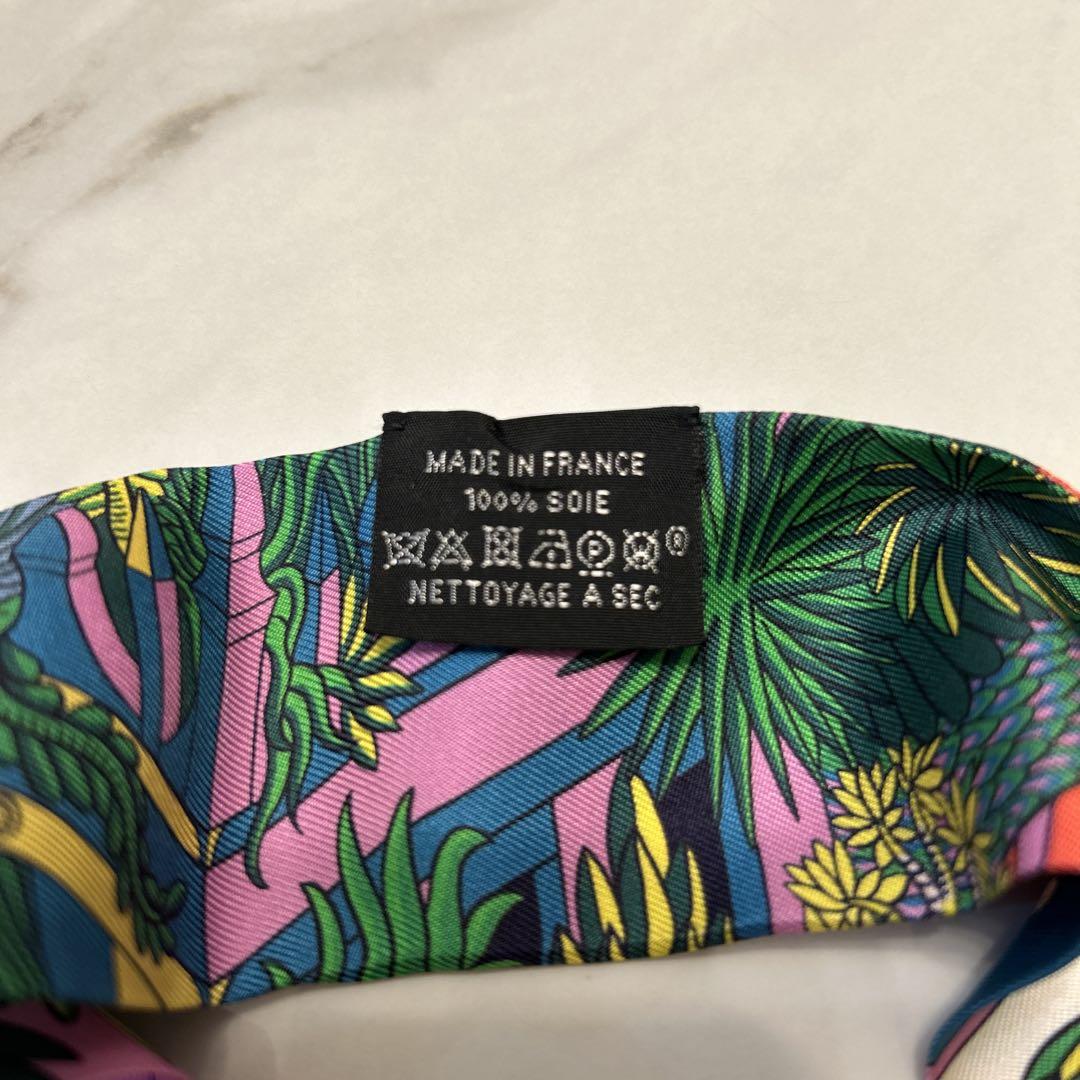 MADE IN FRANCE
100% SOIE
P ®
NETTOYAGE A SEC